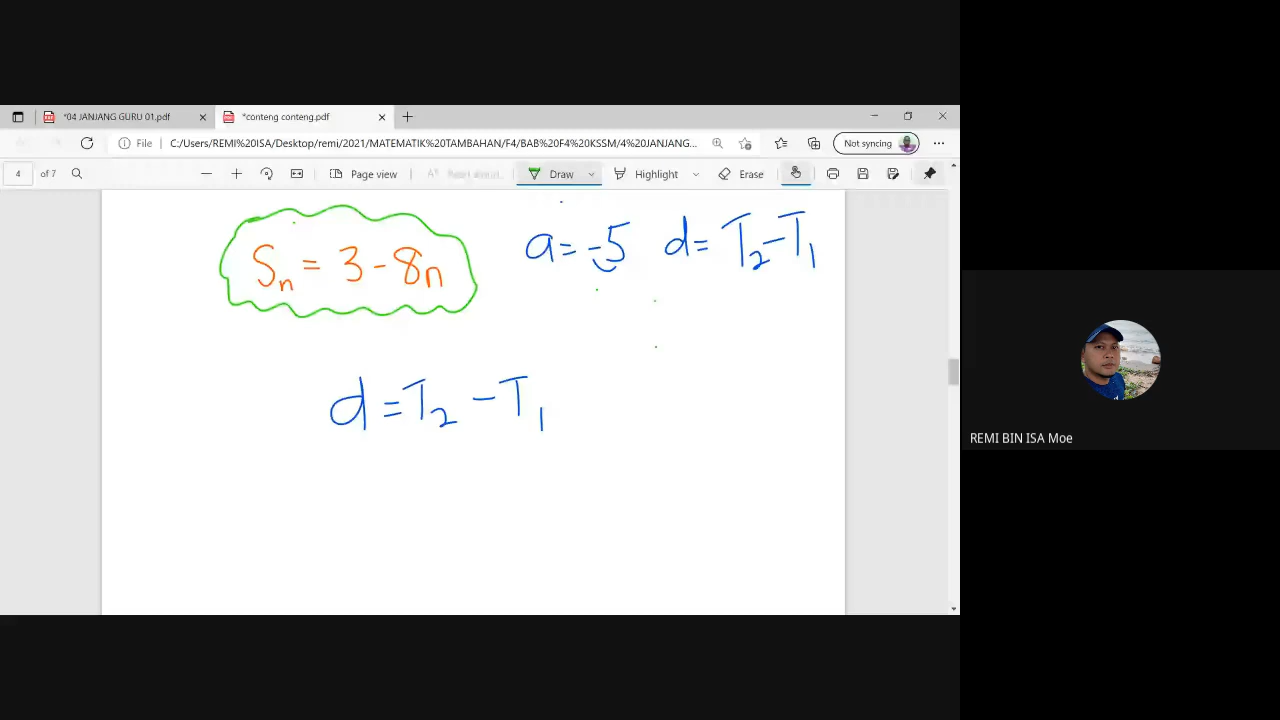 *04 JANJANG GURU 01.pdf
*conteng conteng.pdf
File C:/Users/REMI%20ISA/Desktop/remi/2021/MATEMATIK%20TAMBAHAN/F4/BAB%20F4%20KSSM/4%20JANJANG... Not syncing
4 of 7 Page view Read aloud Draw Highlight Erase
Sₙ = 3 - 8n
a = -5 d = T₂ - T₁
d = T₂ - T₁
REMI BIN ISA Moe